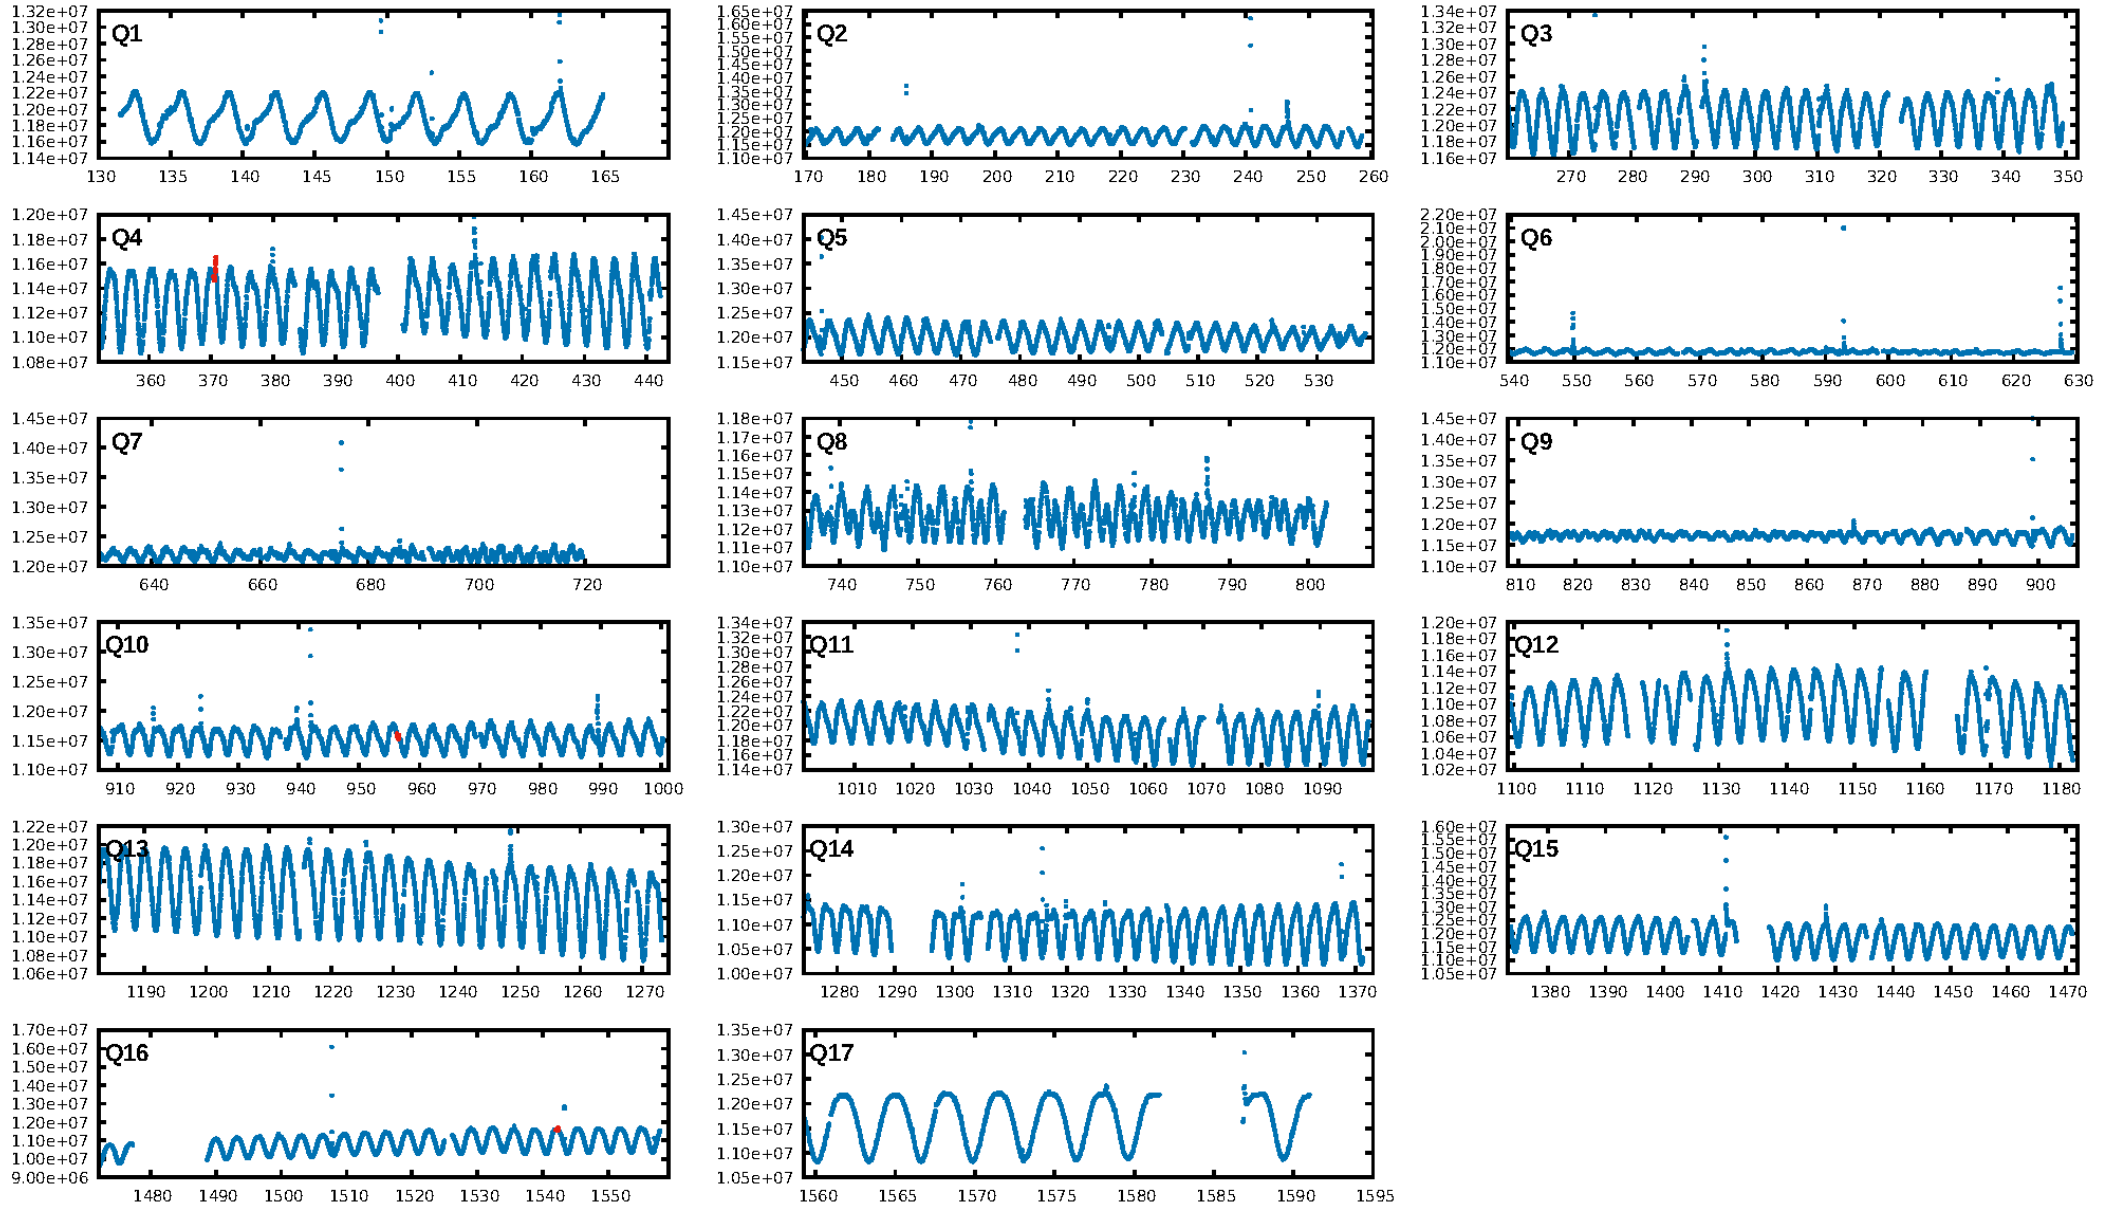 1.32e+07
1.30e+07
1.28e+07
1.26e+07
1.24e+07
1.22e+07
1.20e+07
1.18e+07
1.16e+07
1.14e+07
Q1
130 135 140 145 150 155 160 165
1.65e+07
1.60e+07
1.55e+07
1.50e+07
1.45e+07
1.40e+07
1.35e+07
1.30e+07
1.25e+07
1.20e+07
1.15e+07
1.10e+07
Q2
170 180 190 200 210 220 230 240 250 260
1.34e+07
1.32e+07
1.30e+07
1.28e+07
1.26e+07
1.24e+07
1.22e+07
1.20e+07
1.18e+07
1.16e+07
Q3
270 280 290 300 310 320 330 340 350
1.20e+07
1.18e+07
1.16e+07
1.14e+07
1.12e+07
1.10e+07
1.08e+07
Q4
360 370 380 390 400 410 420 430 440
1.45e+07
1.40e+07
1.35e+07
1.30e+07
1.25e+07
1.20e+07
1.15e+07
Q5
450 460 470 480 490 500 510 520 530
2.20e+07
2.10e+07
2.00e+07
1.90e+07
1.80e+07
1.70e+07
1.60e+07
1.50e+07
1.40e+07
1.30e+07
1.20e+07
1.10e+07
Q6
540 550 560 570 580 590 600 610 620 630
1.45e+07
1.40e+07
1.35e+07
1.30e+07
1.25e+07
1.20e+07
Q7
640 660 680 700 720
1.18e+07
1.17e+07
1.16e+07
1.15e+07
1.14e+07
1.13e+07
1.12e+07
1.11e+07
1.10e+07
Q8
740 750 760 770 780 790 800
1.45e+07
1.40e+07
1.35e+07
1.30e+07
1.25e+07
1.20e+07
1.15e+07
1.10e+07
Q9
810 820 830 840 850 860 870 880 890 900
1.35e+07
1.30e+07
1.25e+07
1.20e+07
1.15e+07
1.10e+07
Q10
910 920 930 940 950 960 970 980 990 1000
1.34e+07
1.32e+07
1.30e+07
1.28e+07
1.26e+07
1.24e+07
1.22e+07
1.20e+07
1.18e+07
1.16e+07
1.14e+07
Q11
1010 1020 1030 1040 1050 1060 1070 1080 1090
1.20e+07
1.18e+07
1.16e+07
1.14e+07
1.12e+07
1.10e+07
1.08e+07
1.06e+07
1.04e+07
1.02e+07
Q12
1100 1110 1120 1130 1140 1150 1160 1170 1180
1.22e+07
1.20e+07
1.18e+07
1.16e+07
1.14e+07
1.12e+07
1.10e+07
1.08e+07
1.06e+07
Q13
1190 1200 1210 1220 1230 1240 1250 1260 1270
1.30e+07
1.25e+07
1.20e+07
1.15e+07
1.10e+07
1.05e+07
1.00e+07
Q14
1280 1290 1300 1310 1320 1330 1340 1350 1360 1370
1.60e+07
1.55e+07
1.50e+07
1.45e+07
1.40e+07
1.35e+07
1.30e+07
1.25e+07
1.20e+07
1.15e+07
1.10e+07
1.05e+07
Q15
1380 1390 1400 1410 1420 1430 1440 1450 1460 1470
1.70e+07
1.60e+07
1.50e+07
1.40e+07
1.30e+07
1.20e+07
1.10e+07
1.00e+07
9.00e+06
Q16
1480 1490 1500 1510 1520 1530 1540 1550
1.35e+07
1.30e+07
1.25e+07
1.20e+07
1.15e+07
1.10e+07
1.05e+07
Q17
1560 1565 1570 1575 1580 1585 1590 1595